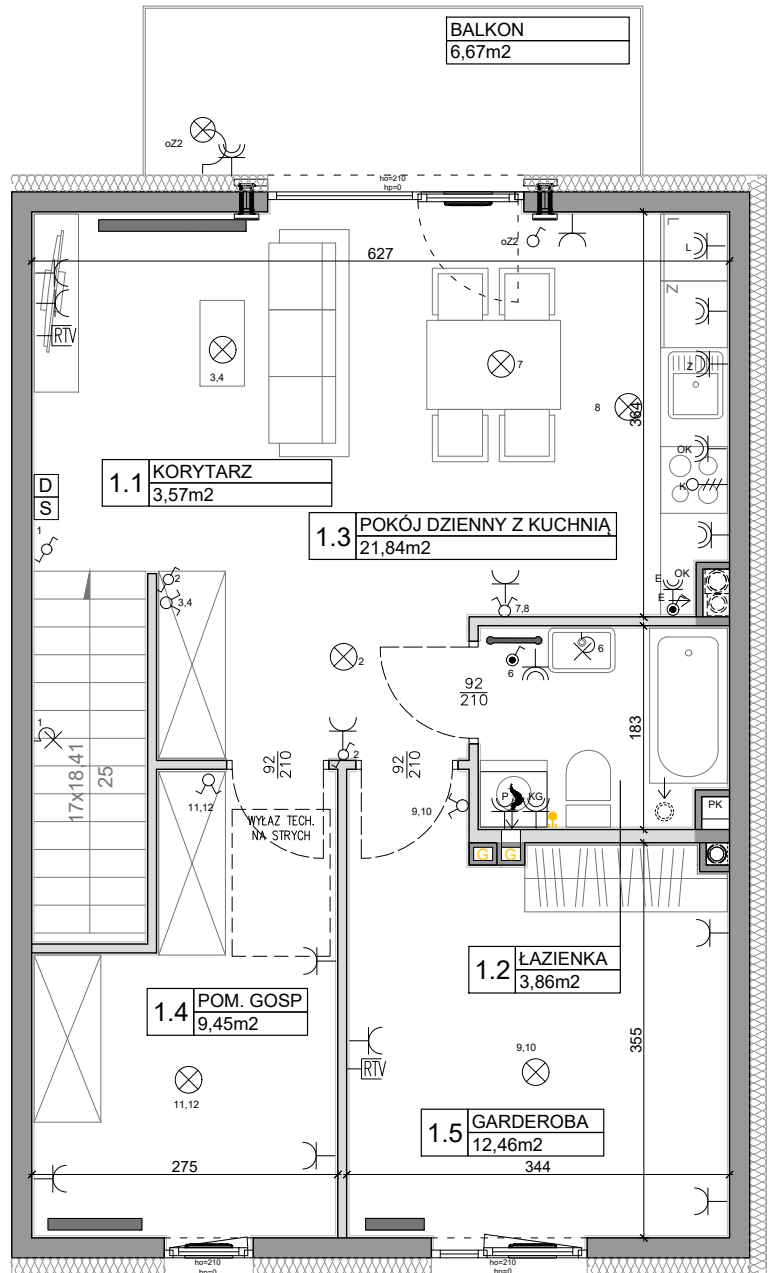 BALKON
6,67m2
oZ2
ho=210
hp=0
oZ2
L
L
627
Z
RTV
3,4
7
Z
8
364
OK
K
1.1 KORYTARZ
3,57m2
D
S
1.3 POKÓJ DZIENNY Z KUCHNIĄ
21,84m2
1
2
3,4
E OK
E
7,8
2
6
6
92
210
183
1
17x18,41
25
2
92
210
92
210
11,12
9,10
P
KG
PK
WYŁAZ TECH.
NA STRYCH
G G
1.2 ŁAZIENKA
3,86m2
1.4 POM. GOSP
9,45m2
355
9,10
RTV
11,12
1.5 GARDEROBA
12,46m2
275
344
ho=210
hp=0
ho=210
hp=0